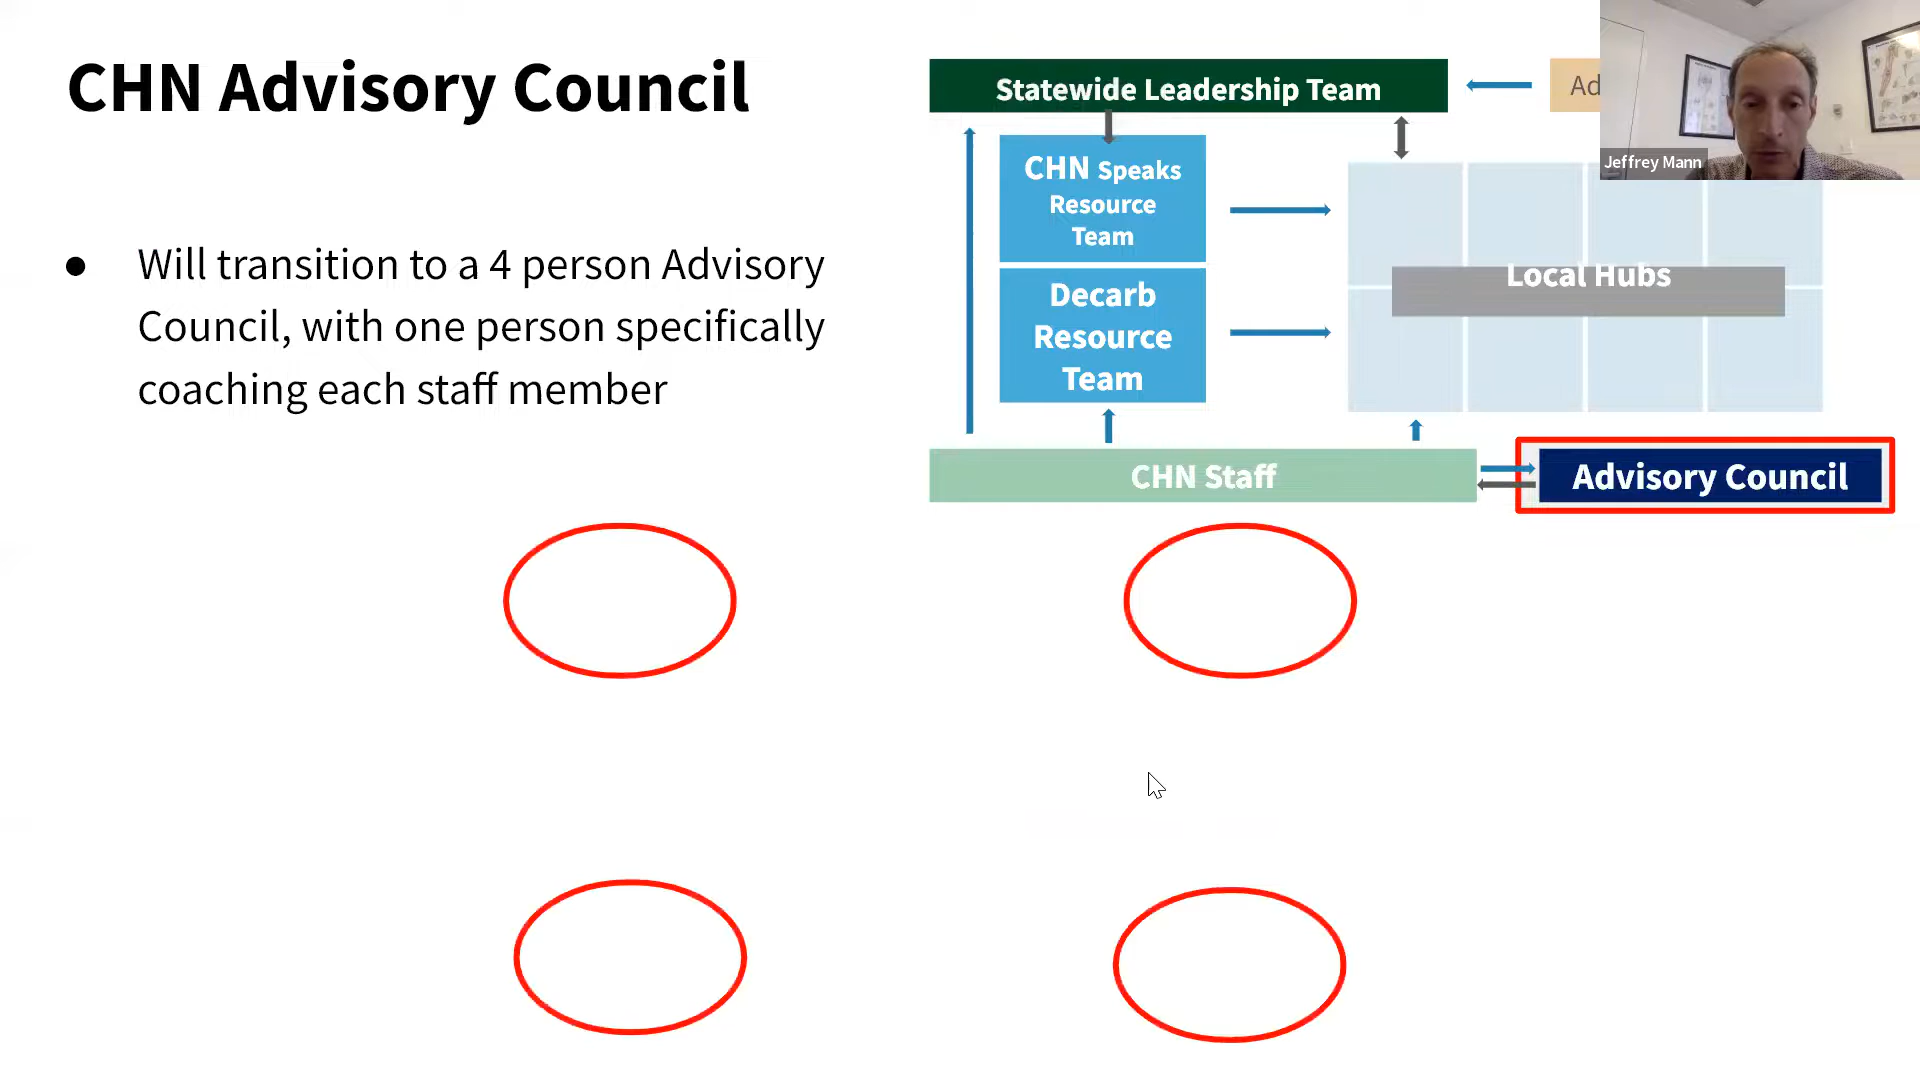 CHN Advisory Council
● Will transition to a 4 person Advisory
Council, with one person specifically
coaching each staff member
Statewide Leadership Team
Ad
Jeffrey Mann
CHN Speaks
Resource
Team
Decarb
Resource
Team
Local Hubs
CHN Staff
Advisory Council